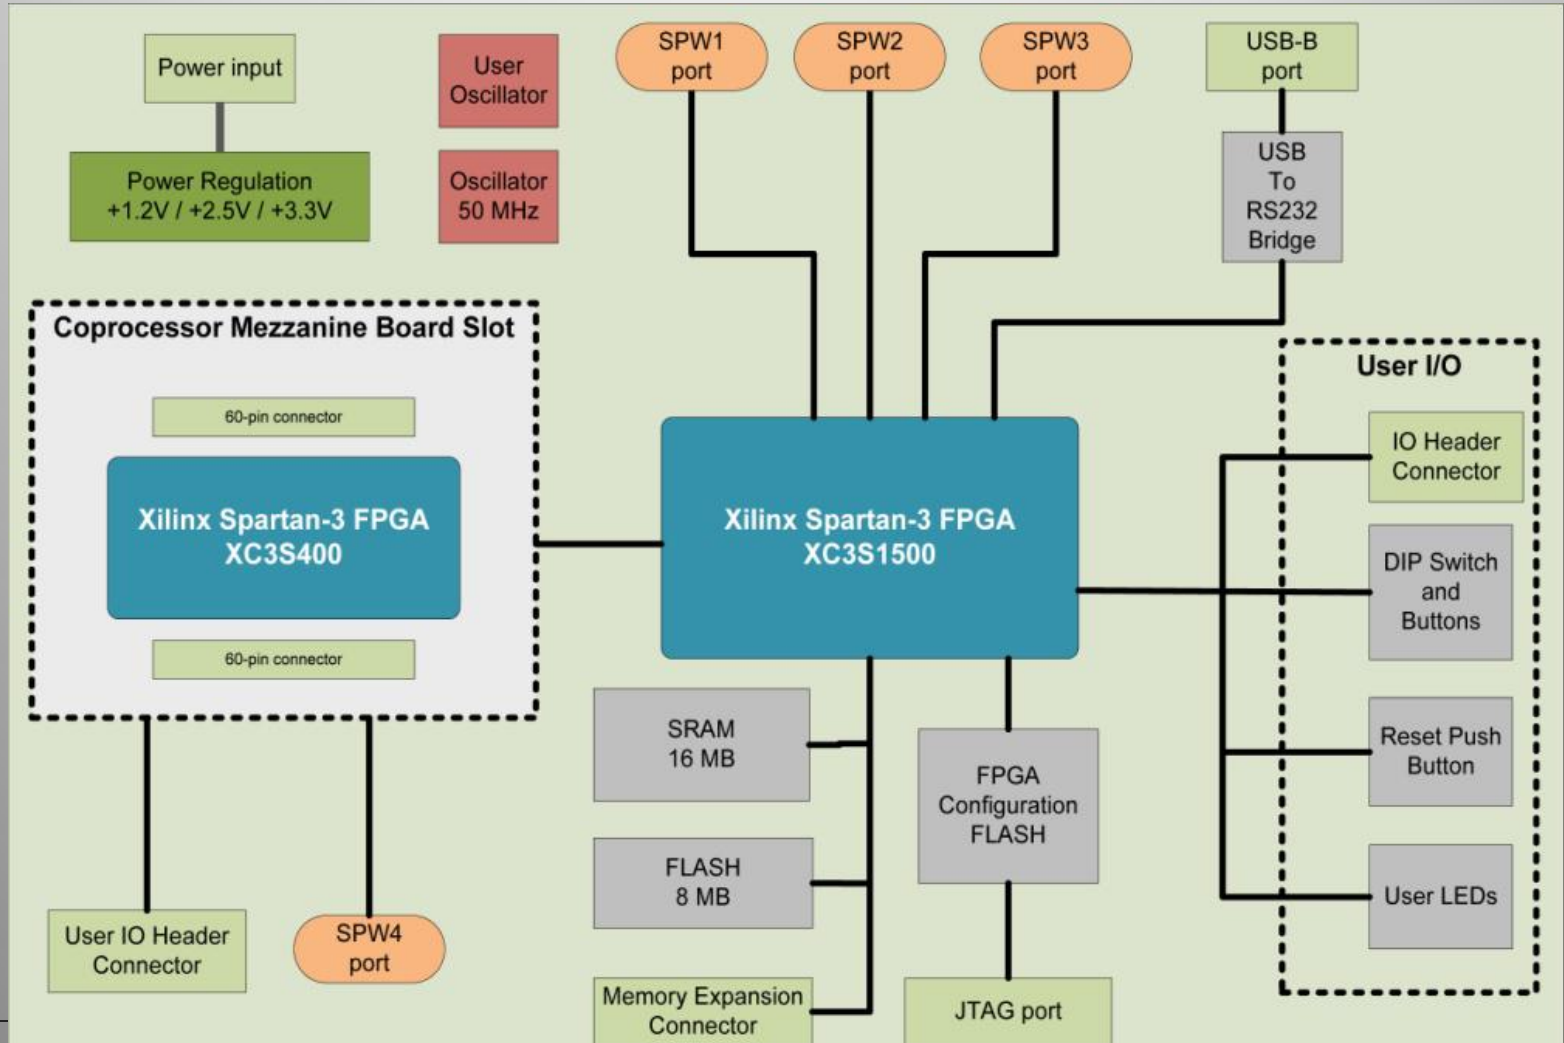 Power input
Power Regulation
+1.2V / +2.5V / +3.3V
User
Oscillator
Oscillator
50 MHz
SPW1
port
SPW2
port
SPW3
port
USB-B
port
USB
To
RS232
Bridge
Coprocessor Mezzanine Board Slot
60-pin connector
Xilinx Spartan-3 FPGA
XC3S400
60-pin connector
Xilinx Spartan-3 FPGA
XC3S1500
User I/O
IO Header
Connector
DIP Switch
and
Buttons
Reset Push
Button
User LEDs
SRAM
16 MB
FLASH
8 MB
Memory Expansion
Connector
FPGA
Configuration
FLASH
JTAG port
User IO Header
Connector
SPW4
port